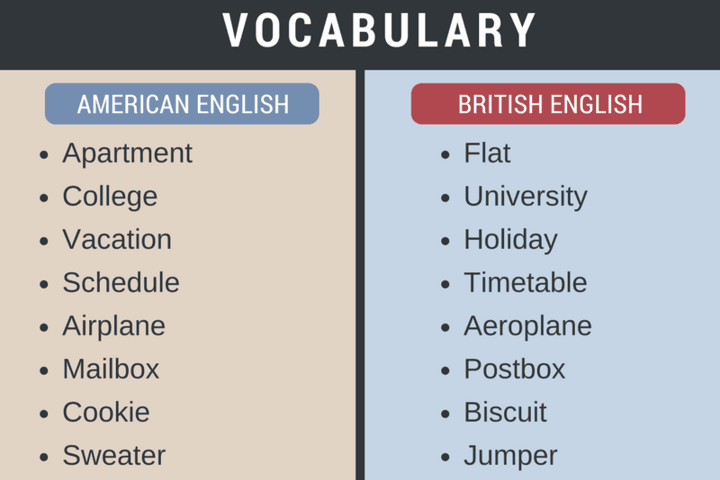 VOCABULARY
AMERICAN ENGLISH
• Apartment
• College
• Vacation
• Schedule
• Airplane
• Mailbox
• Cookie
• Sweater
BRITISH ENGLISH
• Flat
• University
• Holiday
• Timetable
• Aeroplane
• Postbox
• Biscuit
• Jumper